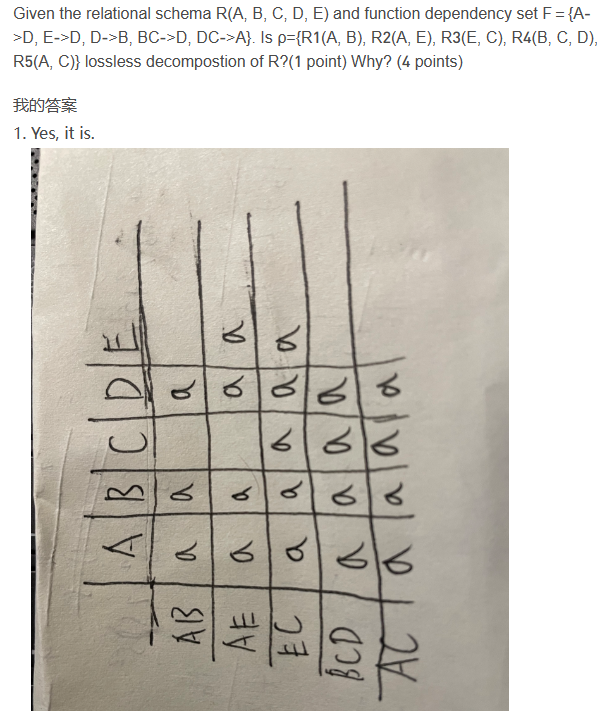 Given the relational schema R(A, B, C, D, E) and function dependency set F = {A-
>D, E->D, D->B, BC->D, DC->A}. Is ρ={R1(A, B), R2(A, E), R3(E, C), R4(B, C, D),
R5(A, C)} lossless decompostion of R?(1 point) Why? (4 points)
我的答案
1. Yes, it is.
A B C D E
AB a a a
AE a a a a
EC a a a a a
BCD a a a a
AC a a a a